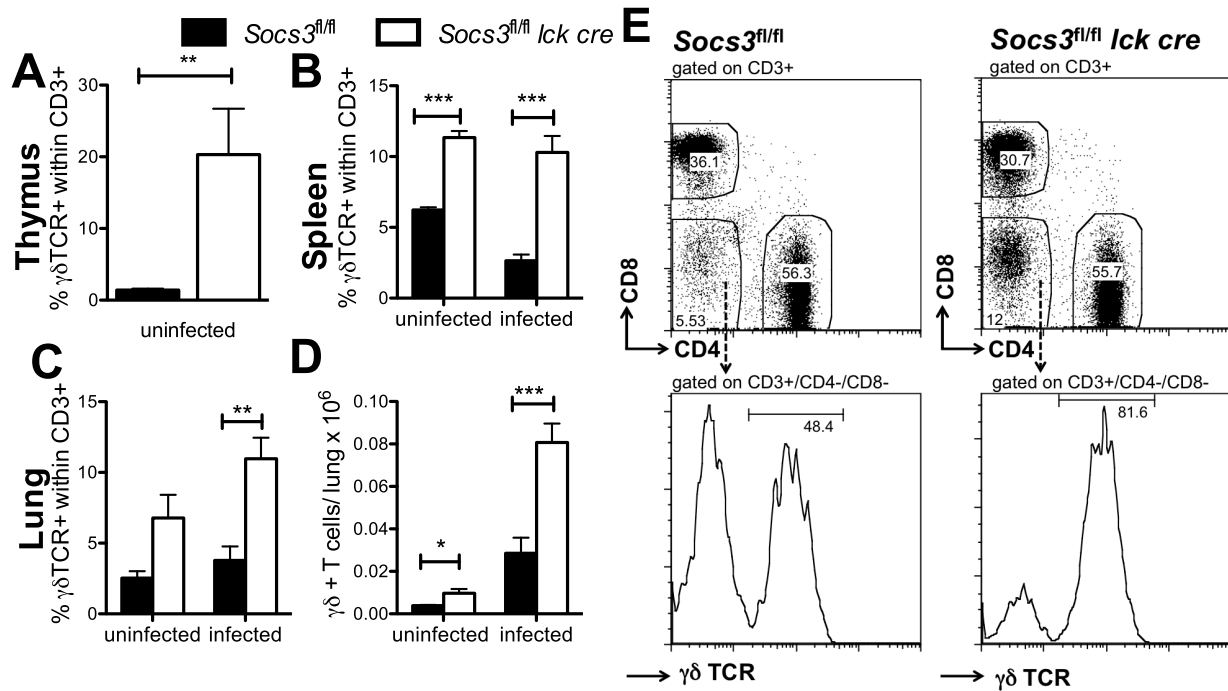 Socs3fl/fl
Socs3fl/fl lck cre
A
Thymus
% γδTCR+ within CD3+
30
20
10
0
**
uninfected
B
Spleen
% γδTCR+ within CD3+
15
10
5
0
***
***
uninfected infected
C
Lung
% γδTCR+ within CD3+
15
10
5
0
**
uninfected infected
D
γδ + T cells/ lung x 10^6
0.10
0.08
0.06
0.04
0.02
0.00
*
***
uninfected infected
E
Socs3fl/fl
gated on CD3+
36.1
56.3
5.53
CD8
CD4
gated on CD3+/CD4-/CD8-
48.4
γδ TCR
Socs3fl/fl lck cre
gated on CD3+
30.7
55.7
12
CD8
CD4
gated on CD3+/CD4-/CD8-
81.6
γδ TCR